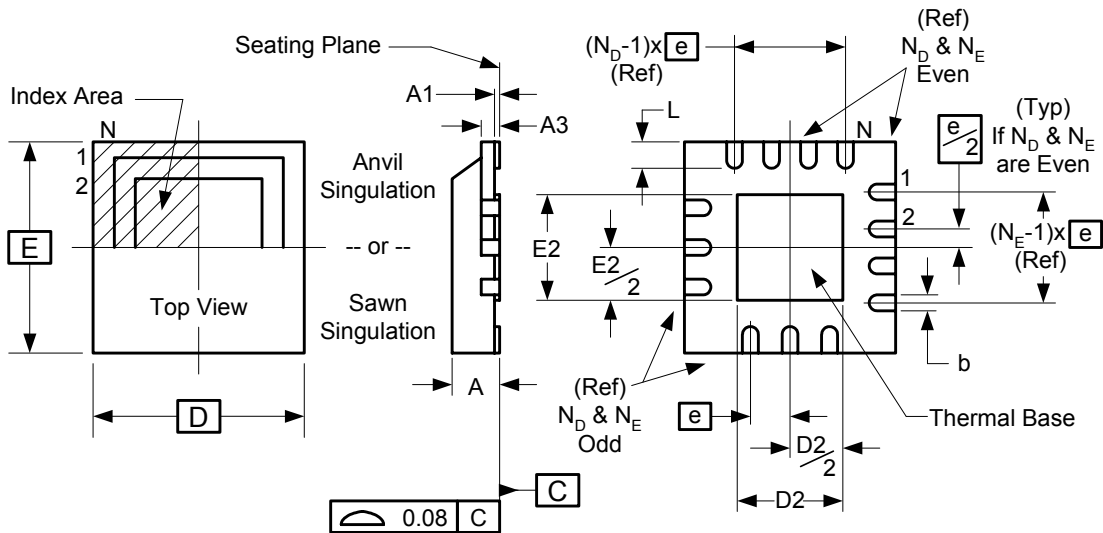 Seating Plane
Index Area
N
1
2
E
Top View
D
A1
A3
Anvil
Singulation
-- or --
Sawn
Singulation
A
0.08 C
C
(N_D-1)x e
(Ref)
L
(Ref)
N_D & N_E
Even
N
e/2
(Typ)
If N_D & N_E
are Even
1
2
(N_E-1)x e
(Ref)
E2
E2/2
b
(Ref)
N_D & N_E
Odd
e
D2/2
D2
Thermal Base